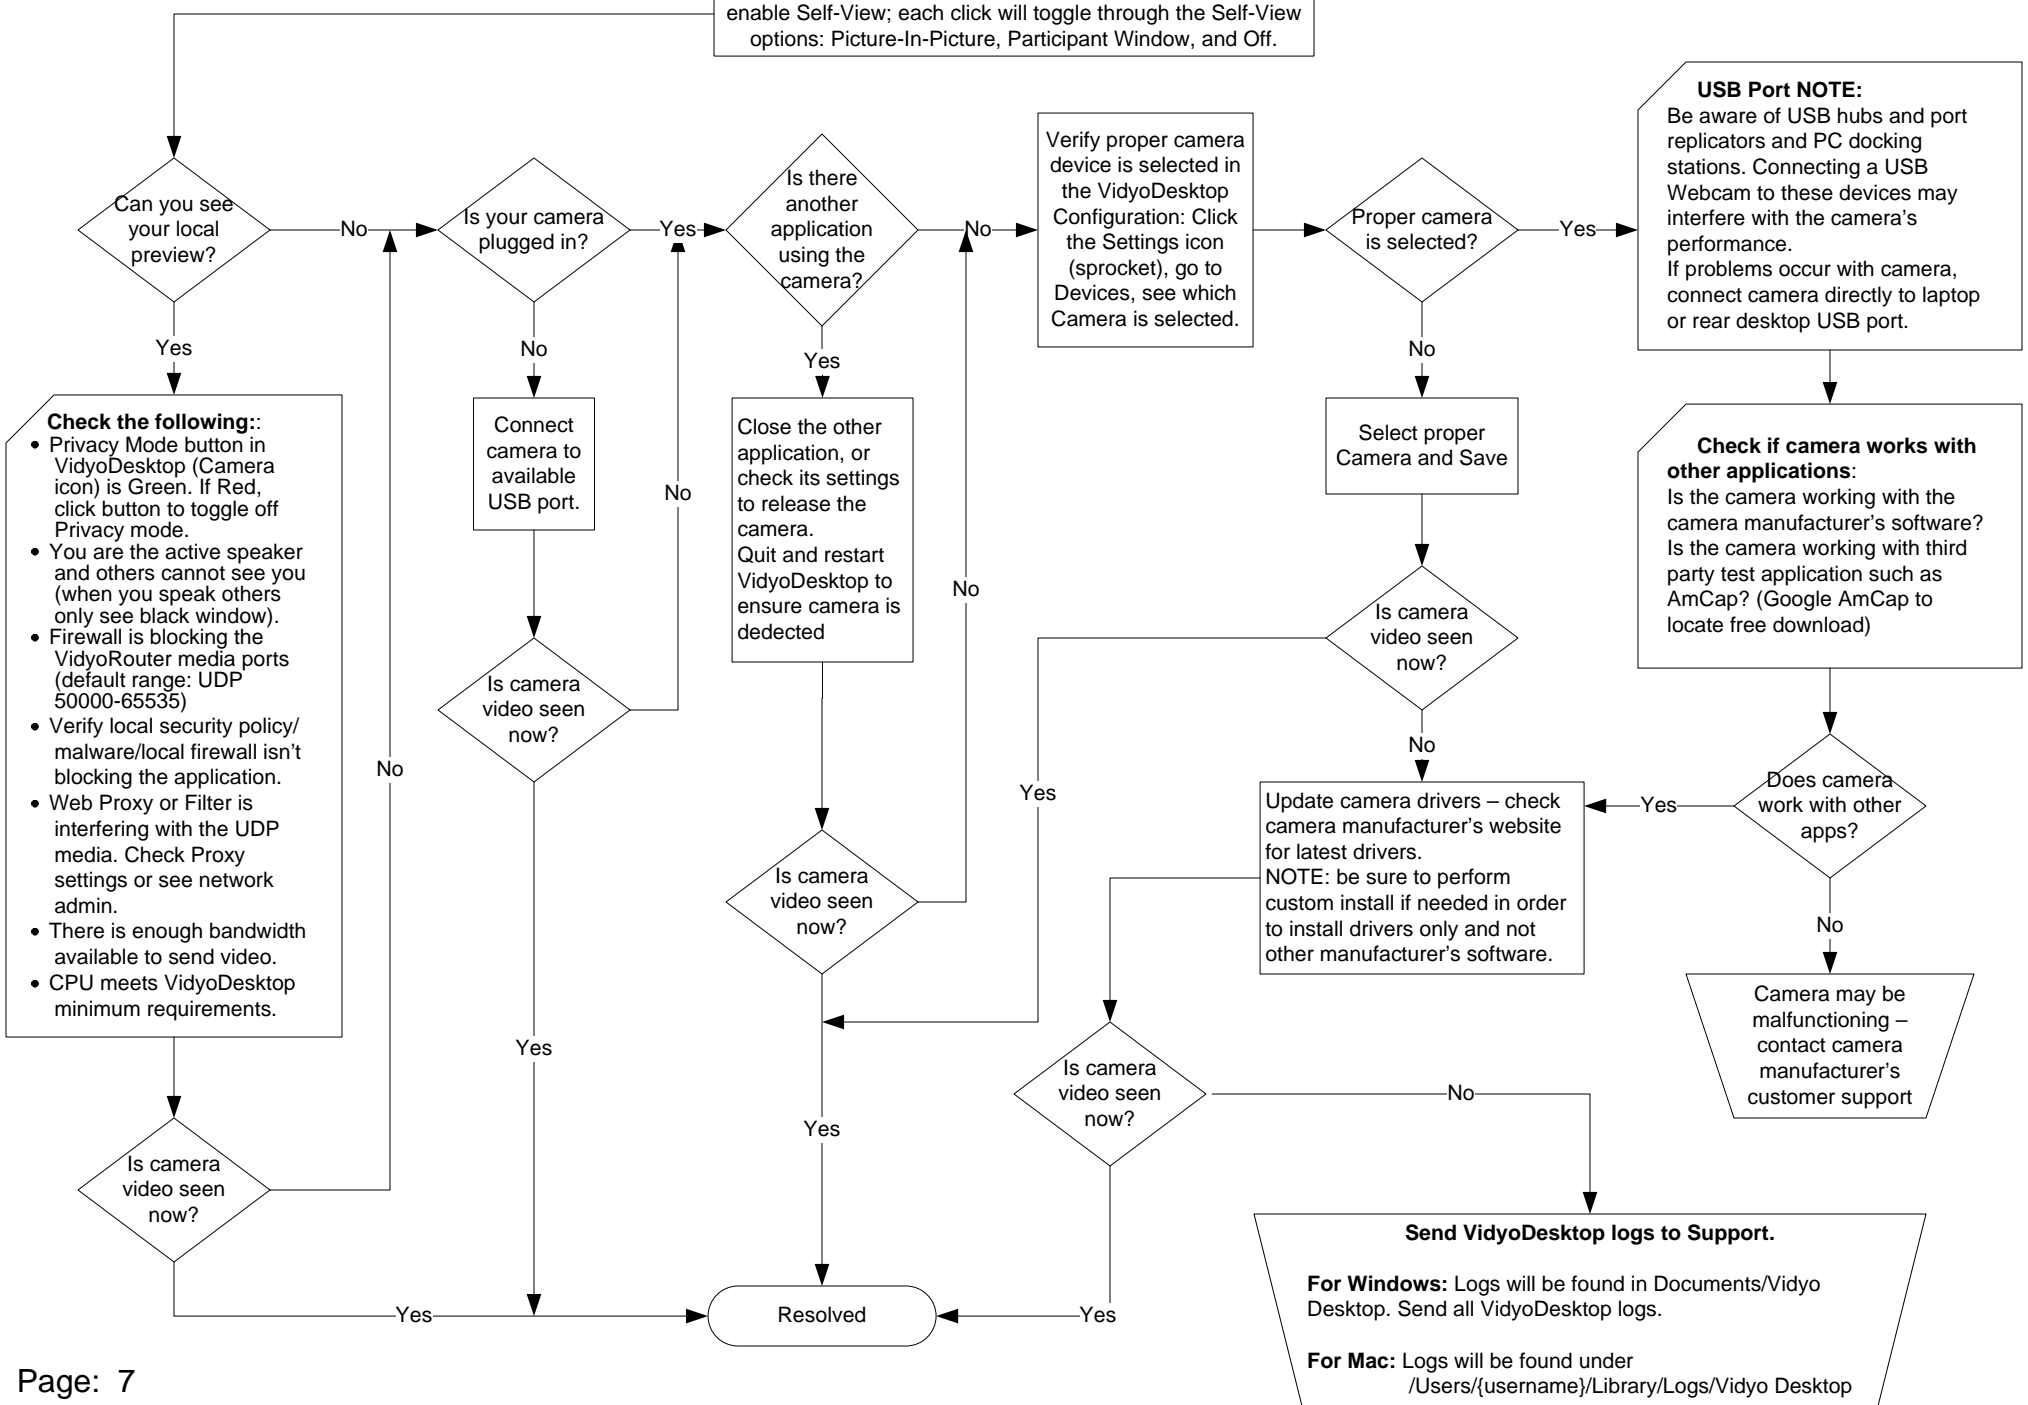 enable Self-View; each click will toggle through the Self-View
options: Picture-In-Picture, Participant Window, and Off.
Can you see
your local
preview?
No
Is your camera
plugged in?
Yes
Is there
another
application
using the
camera?
No
Verify proper camera
device is selected in
the VidyoDesktop
Configuration: Click
the Settings icon
(sprocket), go to
Devices, see which
Camera is selected.
Proper camera
is selected?
Yes
USB Port NOTE:
Be aware of USB hubs and port
replicators and PC docking
stations. Connecting a USB
Webcam to these devices may
interfere with the camera's
performance.
If problems occur with camera,
connect camera directly to laptop
or rear desktop USB port.
Yes
No
Yes
No
Check the following::
• Privacy Mode button in
VidyoDesktop (Camera
icon) is Green. If Red,
click button to toggle off
Privacy mode.
• You are the active speaker
and others cannot see you
(when you speak others
only see black window).
• Firewall is blocking the
VidyoRouter media ports
(default range: UDP
50000-65535)
• Verify local security policy/
malware/local firewall isn't
blocking the application.
• Web Proxy or Filter is
interfering with the UDP
media. Check Proxy
settings or see network
admin.
• There is enough bandwidth
available to send video.
• CPU meets VidyoDesktop
minimum requirements.
No
Connect
camera to
available
USB port.
No
Close the other
application, or
check its settings
to release the
camera.
Quit and restart
VidyoDesktop to
ensure camera is
dedected
No
Select proper
Camera and Save
Check if camera works with
other applications:
Is the camera working with the
camera manufacturer's software?
Is the camera working with third
party test application such as
AmCap? (Google AmCap to
locate free download)
Is camera
video seen
now?
Is camera
video seen
now?
No
Yes
Update camera drivers – check
camera manufacturer's website
for latest drivers.
NOTE: be sure to perform
custom install if needed in order
to install drivers only and not
other manufacturer's software.
Yes
Does camera
work with other
apps?
Is camera
video seen
now?
No
Camera may be
malfunctioning –
contact camera
manufacturer's
customer support
Yes
Yes
Is camera
video seen
now?
No
Is camera
video seen
now?
Yes
Resolved
Yes
Send VidyoDesktop logs to Support.
For Windows: Logs will be found in Documents/Vidyo
Desktop. Send all VidyoDesktop logs.
For Mac: Logs will be found under
/Users/{username}/Library/Logs/Vidyo Desktop
Page: 7